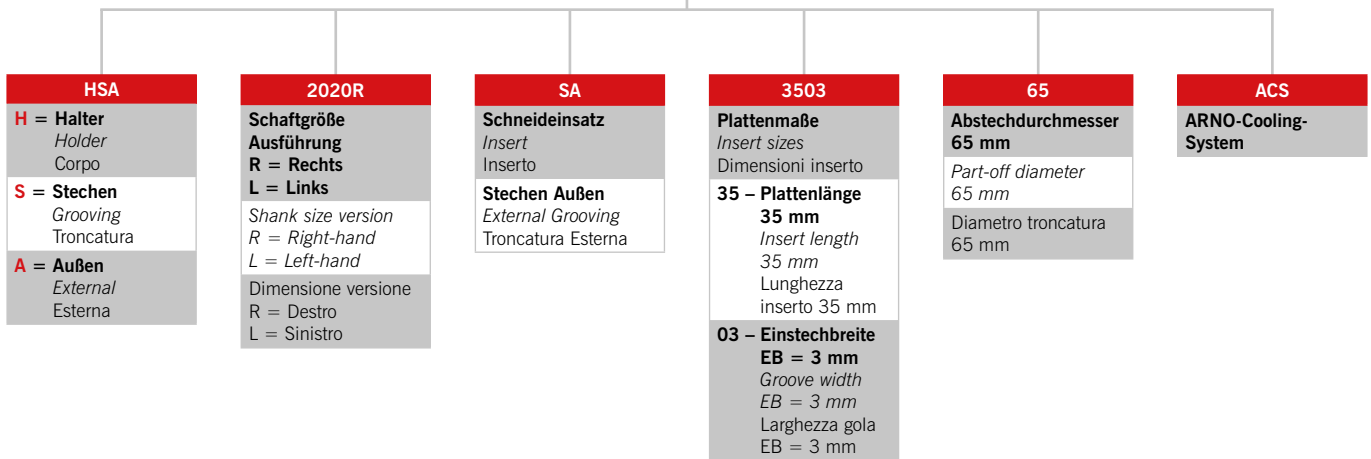 HSA
H = Halter
Holder
Corpo
S = Stechen
Grooving
Troncatura
A = Außen
External
Esterna
2020R
Schaftgröße
Ausführung
R = Rechts
L = Links
Shank size version
R = Right-hand
L = Left-hand
Dimensione versione
R = Destro
L = Sinistro
SA
Schneideinsatz
Insert
Inserto
Stechen Außen
External Grooving
Troncatura Esterna
3503
Plattenmaße
Insert sizes
Dimensioni inserto
35 – Plattenlänge
35 mm
Insert length
35 mm
Lunghezza
inserto 35 mm
03 – Einstechbreite
EB = 3 mm
Groove width
EB = 3 mm
Larghezza gola
EB = 3 mm
65
Abstechdurchmesser
65 mm
Part-off diameter
65 mm
Diametro troncatura
65 mm
ACS
ARNO-Cooling-
System